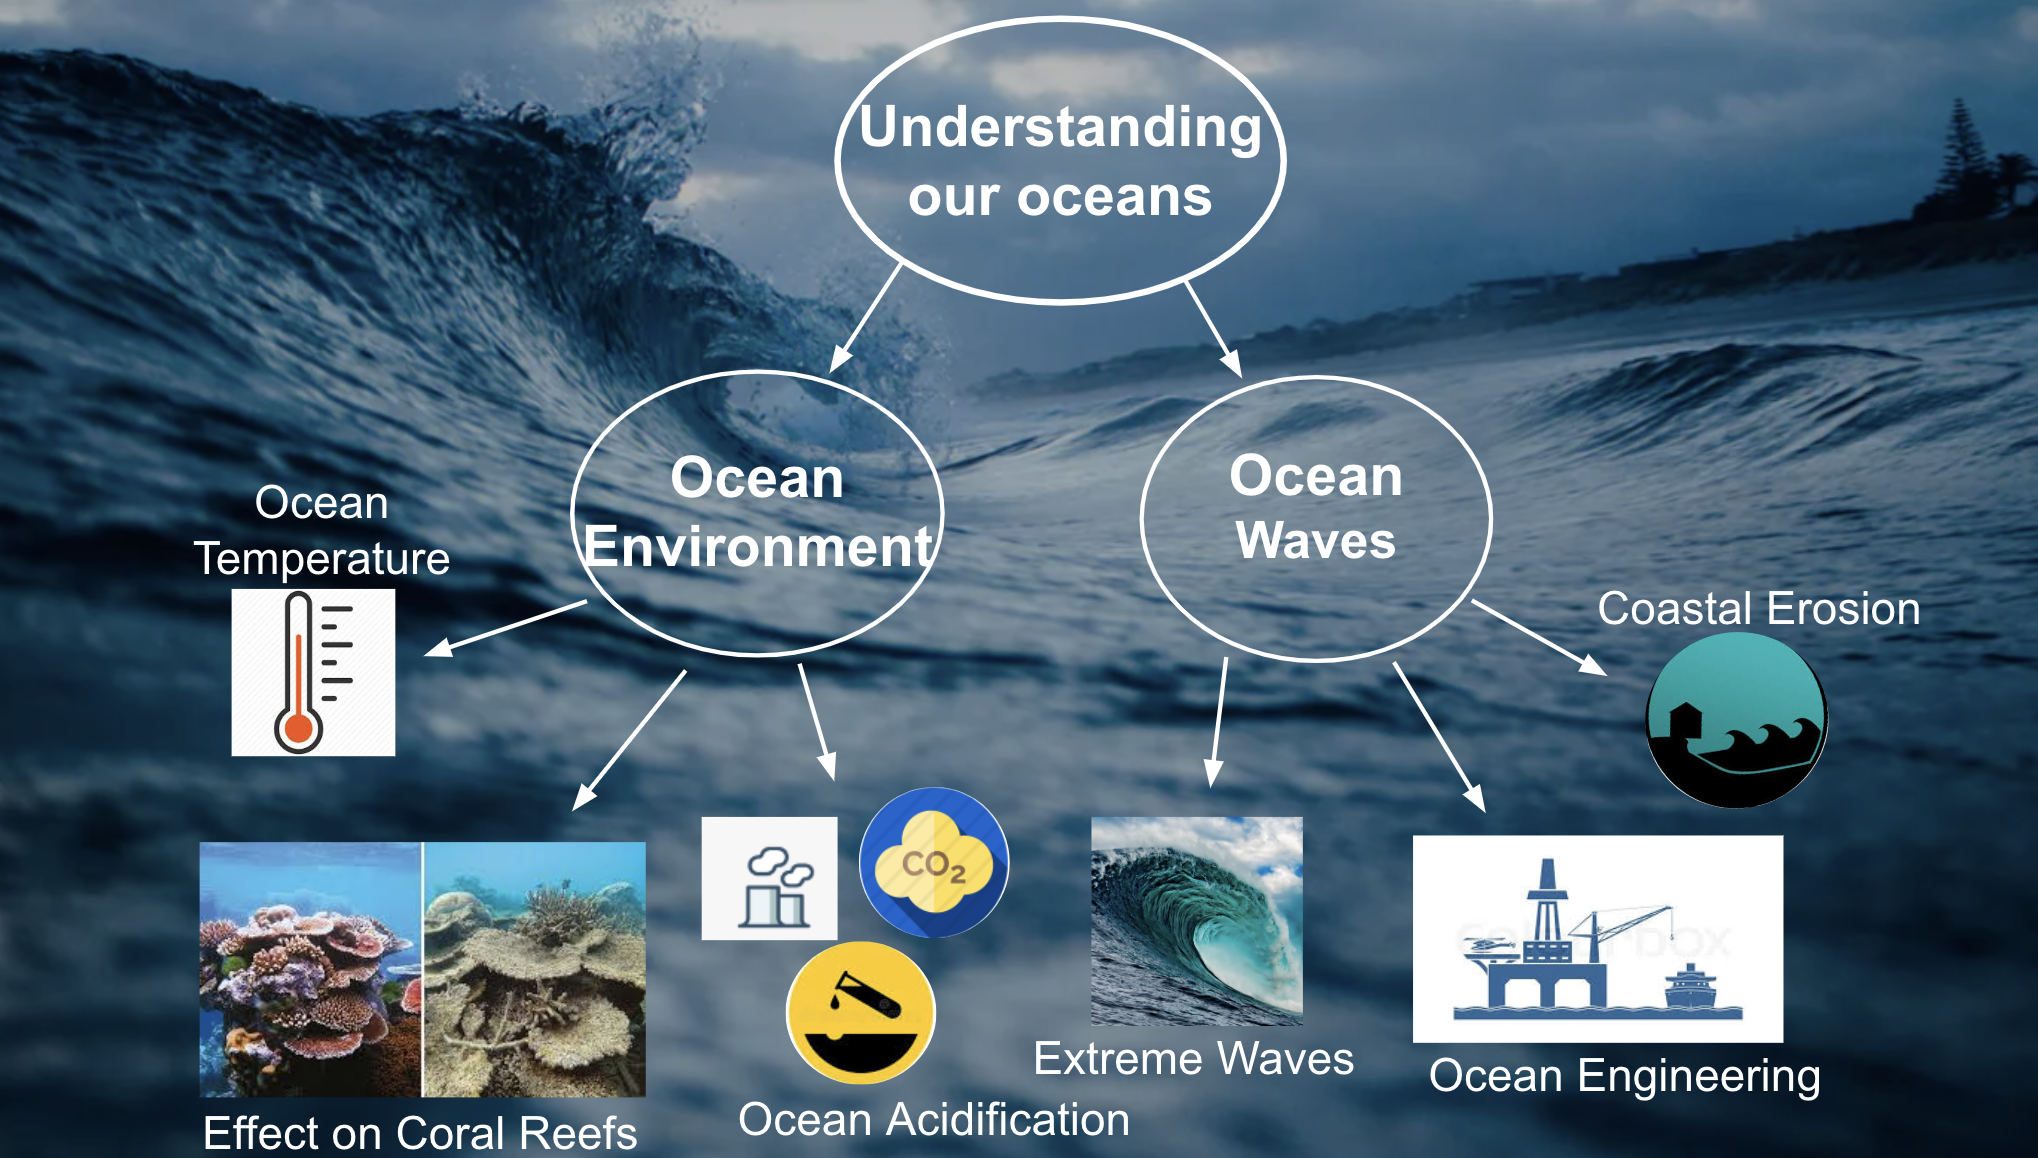 Understanding
our oceans
Ocean
Environment
Ocean
Waves
Ocean
Temperature
Coastal Erosion
CO2
Effect on Coral Reefs
Ocean Acidification
Extreme Waves
Ocean Engineering